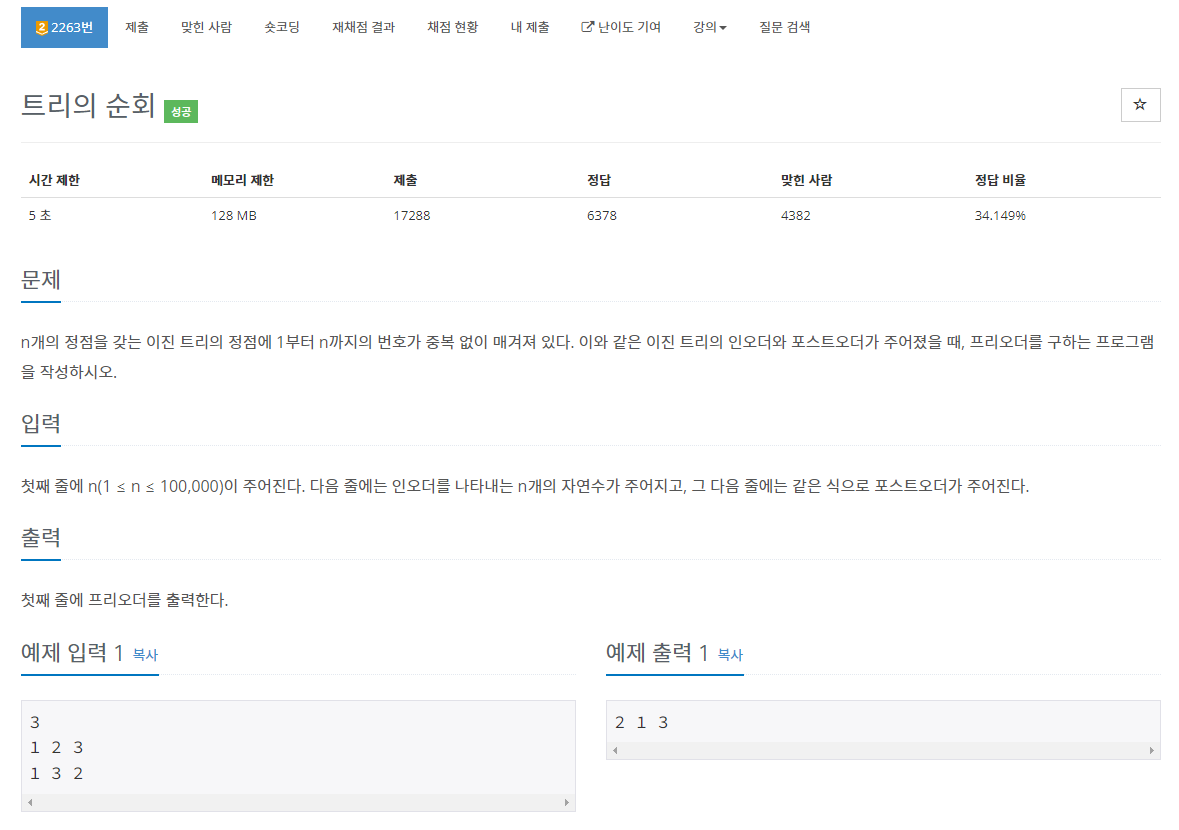 2 2263번 제출 맞힌 사람 숏코딩 재채점 결과 채점 현황 내 제출 난이도 기여 강의 질문 검색
트리의 순회 성공
시간 제한 메모리 제한 제출 정답 맞힌 사람 정답 비율
5 초 128 MB 17288 6378 4382 34.149%
문제
n개의 정점을 갖는 이진 트리의 정점에 1부터 n까지의 번호가 중복 없이 매겨져 있다. 이와 같은 이진 트리의 인오더와 포스트오더가 주어졌을 때, 프리오더를 구하는 프로그램
을 작성하시오.
입력
첫째 줄에 n(1 ≤ n ≤ 100,000)이 주어진다. 다음 줄에는 인오더를 나타내는 n개의 자연수가 주어지고, 그 다음 줄에는 같은 식으로 포스트오더가 주어진다.
출력
첫째 줄에 프리오더를 출력한다.
예제 입력 1 복사
3
1 2 3
1 3 2
예제 출력 1 복사
2 1 3